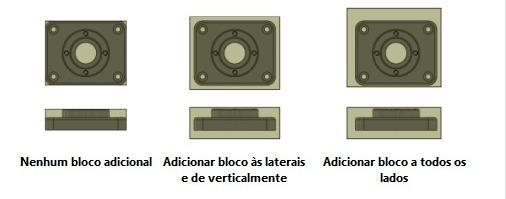 Nenhum bloco adicional
Adicionar bloco às laterais
e de verticalmente
Adicionar bloco a todos os
lados